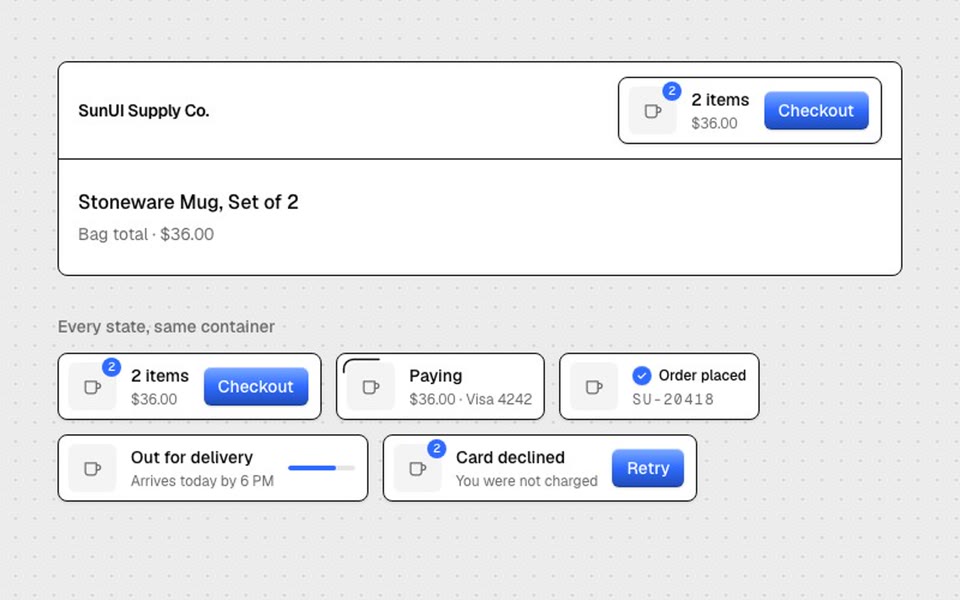 SunUI Supply Co.
2
2 items
$36.00
Checkout
Stoneware Mug, Set of 2
Bag total · $36.00
Every state, same container
2
2 items
$36.00
Checkout
Paying
$36.00 · Visa 4242
Order placed
SU-20418
Out for delivery
Arrives today by 6 PM
2
Card declined
You were not charged
Retry